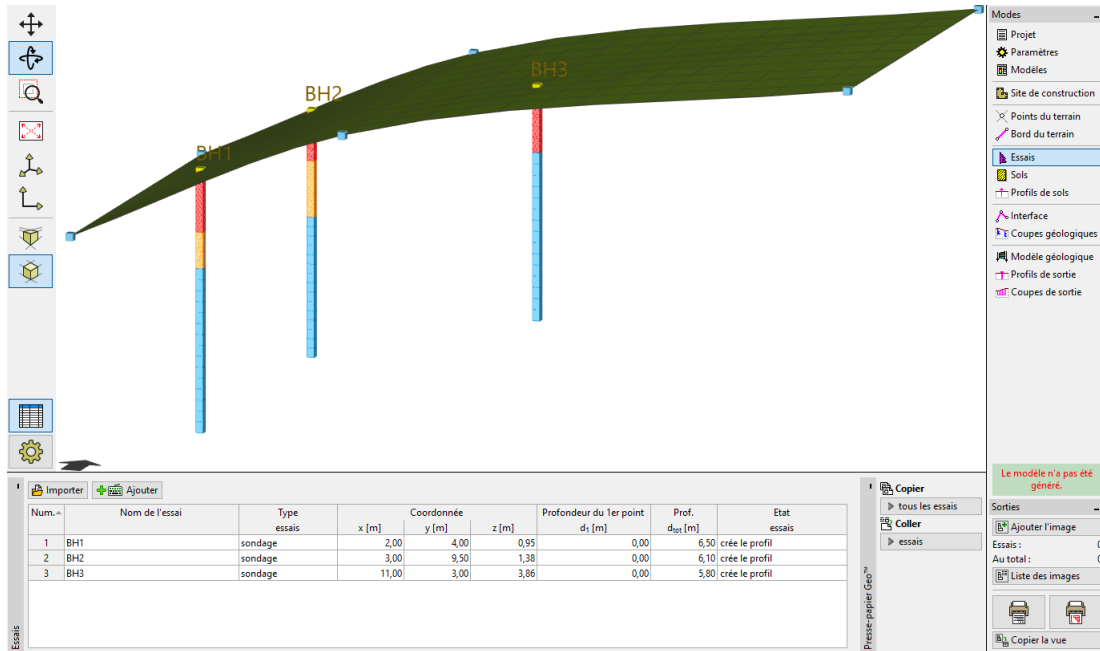 BH1
BH2
BH3
Modes
Projet
Paramètres
Modèles
Site de construction
Points du terrain
Bord du terrain
Essais
Sols
Profils de sols
Interface
Coupes géologiques
Modèle géologique
Profils de sortie
Coupes de sortie
Le modèle n'a pas été
généré.
Sorties
Ajouter l'image
Essais : 0
Au total : 0
Liste des images
Copier la vue
Importer Ajouter
Num. Nom de l'essai Type Coordonnée Profondeur du 1er point Prof. Etat
essais x [m] y [m] z [m] d1 [m] dtot [m] essais
1 BH1 sondage 2,00 4,00 0,95 0,00 6,50 crée le profil
2 BH2 sondage 3,00 9,50 1,38 0,00 6,10 crée le profil
3 BH3 sondage 11,00 3,00 3,86 0,00 5,80 crée le profil
Essais
Presse-papier Geo™
Copier
tous les essais
Coller
essais